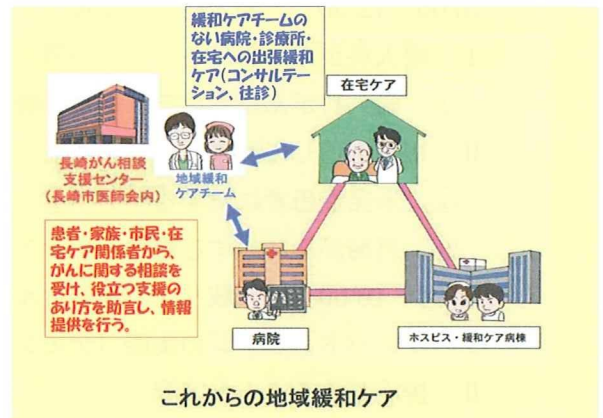 緩和ケアチームの
ない病院・診療所・
在宅への出張緩和
ケア(コンサルテー
ション、往診)
在宅ケア
長崎がん相談
支援センター
(長崎市医師会内)
地域緩和
ケアチーム
患者・家族・市民・在
宅ケア関係者から、
がんに関する相談を
受け、役立つ支援の
あり方を助言し、情報
提供を行う。
病院
ホスピス・緩和ケア病棟
これからの地域緩和ケア